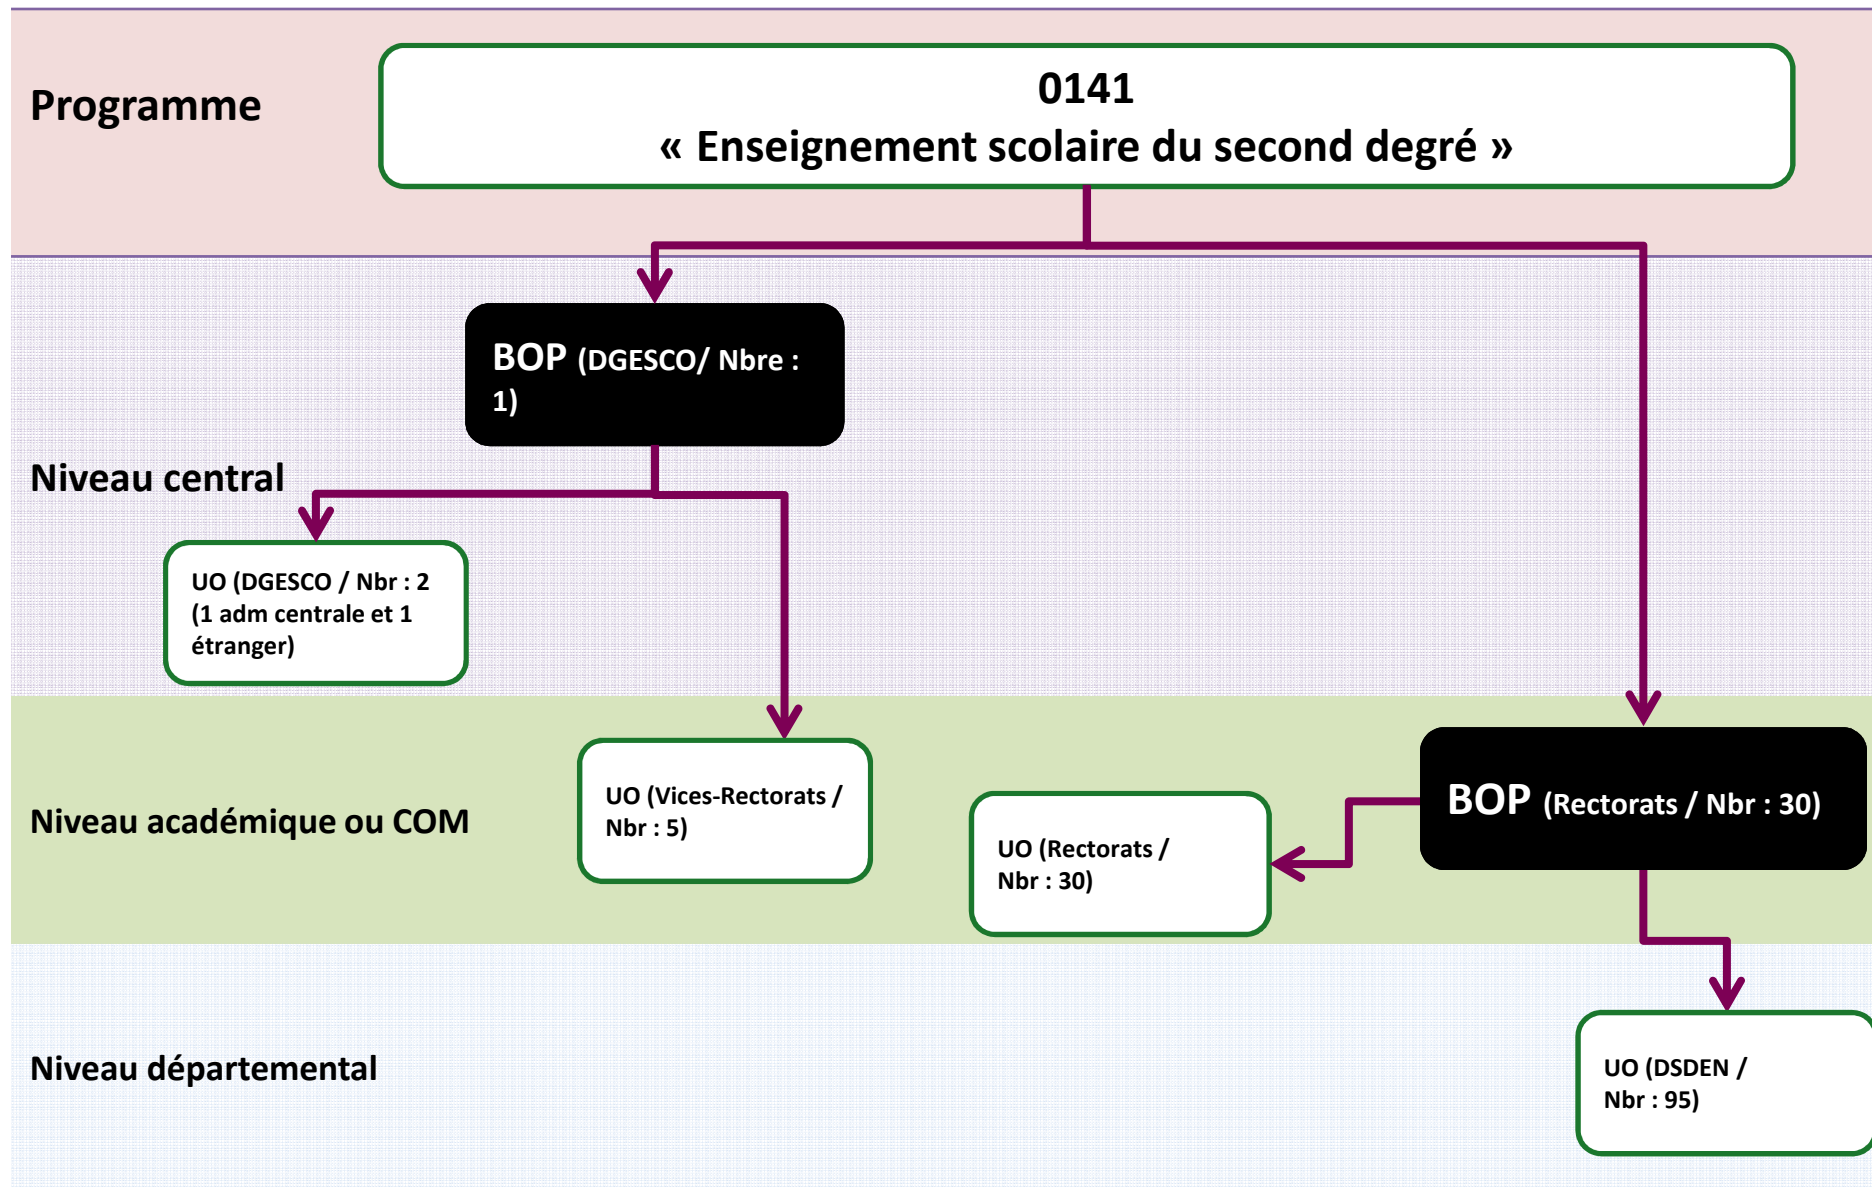 Programme
0141
« Enseignement scolaire du second degré »
BOP (DGESCO/ Nbre :
1)
Niveau central
UO (DGESCO / Nbr : 2
(1 adm centrale et 1
étranger)
Niveau académique ou COM
UO (Vices-Rectorats /
Nbr : 5)
UO (Rectorats /
Nbr : 30)
BOP (Rectorats / Nbr : 30)
Niveau départemental
UO (DSDEN /
Nbr : 95)